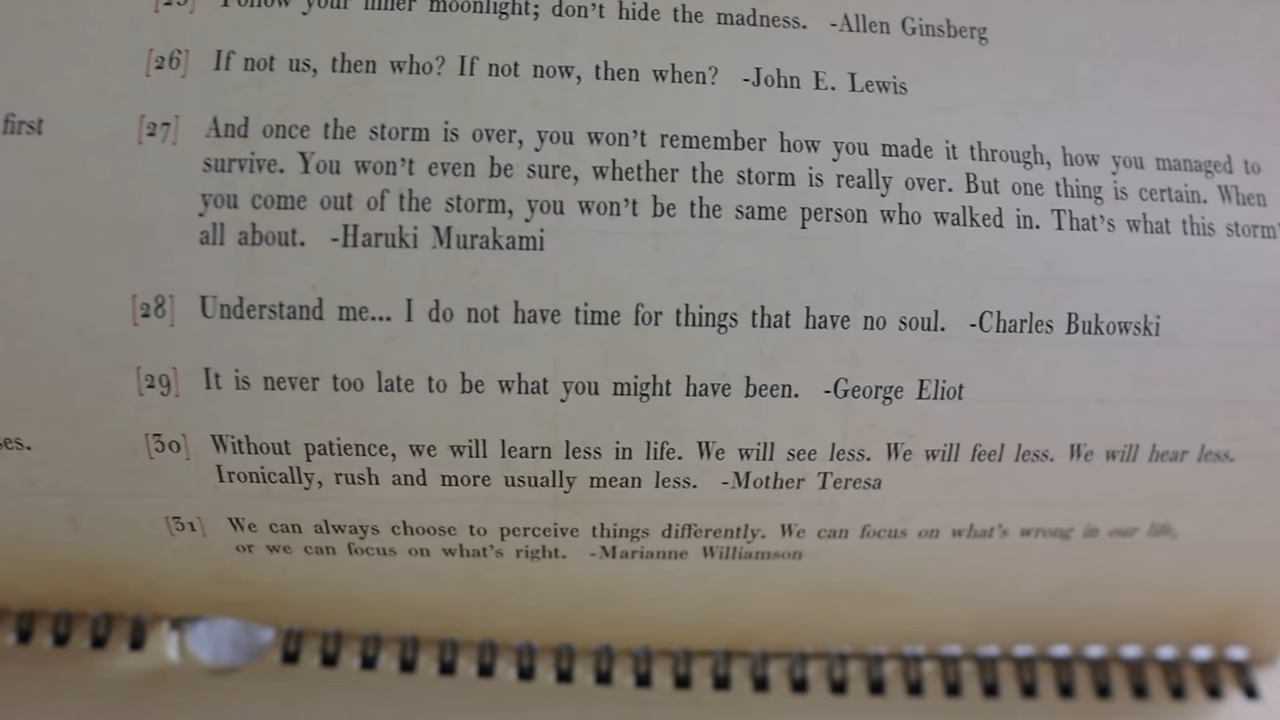 [25] Follow your inner moonlight; don't hide the madness. -Allen Ginsberg
[26] If not us, then who? If not now, then when? -John E. Lewis
first
[27] And once the storm is over, you won't remember how you made it through, how you managed to
survive. You won't even be sure, whether the storm is really over. But one thing is certain. When
you come out of the storm, you won't be the same person who walked in. That's what this storm'
all about. -Haruki Murakami
[28] Understand me... I do not have time for things that have no soul. -Charles Bukowski
[29] It is never too late to be what you might have been. -George Eliot
es.
[30] Without patience, we will learn less in life. We will see less. We will feel less. We will hear less.
Ironically, rush and more usually mean less. -Mother Teresa
[31] We can always choose to perceive things differently. We can focus on what's wrong in our life,
or we can focus on what's right. -Marianne Williamson